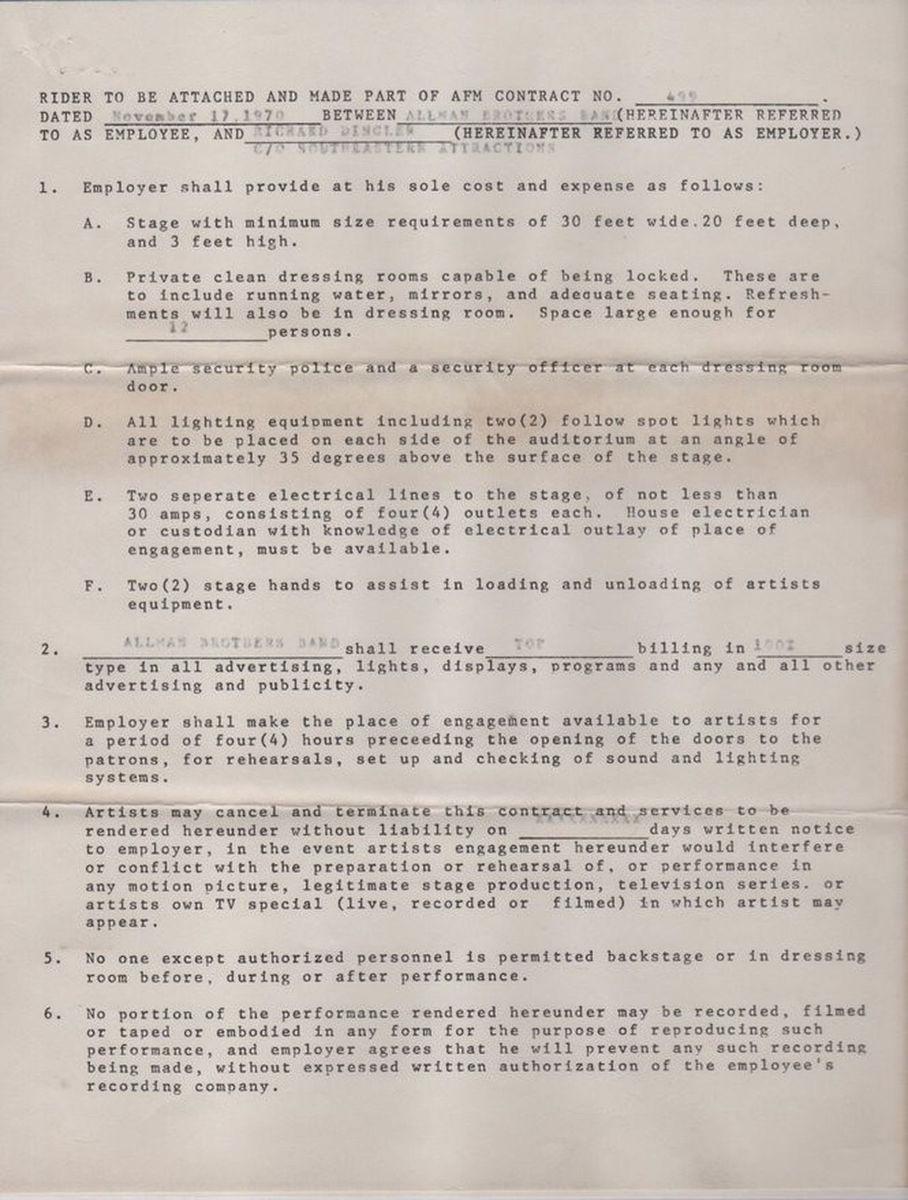 RIDER TO BE ATTACHED AND MADE PART OF AFM CONTRACT NO. 499.
DATED November 17,1970 BETWEEN ALLMAN BROTHERS BAND(HEREINAFTER REFERRED
TO AS EMPLOYEE, AND RICHARD DINGLER (HEREINAFTER REFERRED TO AS EMPLOYER.)
C/O SOUTHEASTERN ATTRACTIONS
1. Employer shall provide at his sole cost and expense as follows:
A. Stage with minimum size requirements of 30 feet wide.20 feet deep,
and 3 feet high.
B. Private clean dressing rooms capable of being locked. These are
to include running water, mirrors, and adequate seating. Refresh-
ments will also be in dressing room. Space large enough for
12 persons.
C. Ample security police and a security officer at each dressing room
door.
D. All lighting equipment including two(2) follow spot lights which
are to be placed on each side of the auditorium at an angle of
approximately 35 degrees above the surface of the stage.
E. Two seperate electrical lines to the stage, of not less than
30 amps, consisting of four(4) outlets each. House electrician
or custodian with knowledge of electrical outlay of place of
engagement, must be available.
F. Two(2) stage hands to assist in loading and unloading of artists
equipment.
2. ALLMAN BROTHERS BAND shall receive TOP billing in 100% size
type in all advertising, lights, displays, programs and any and all other
advertising and publicity.
3. Employer shall make the place of engagement available to artists for
a period of four(4) hours preceeding the opening of the doors to the
patrons, for rehearsals, set up and checking of sound and lighting
systems.
4. Artists may cancel and terminate this contract and services to be
rendered hereunder without liability on days written notice
to employer, in the event artists engagement hereunder would interfere
or conflict with the preparation or rehearsal of, or performance in
any motion picture, legitimate stage production, television series. or
artists own TV special (live, recorded or filmed) in which artist may
appear.
5. No one except authorized personnel is permitted backstage or in dressing
room before, during or after performance.
6. No portion of the performance rendered hereunder may be recorded, filmed
or taped or embodied in any form for the purpose of reproducing such
performance, and employer agrees that he will prevent any such recording
being made, without expressed written authorization of the employee's
recording company.